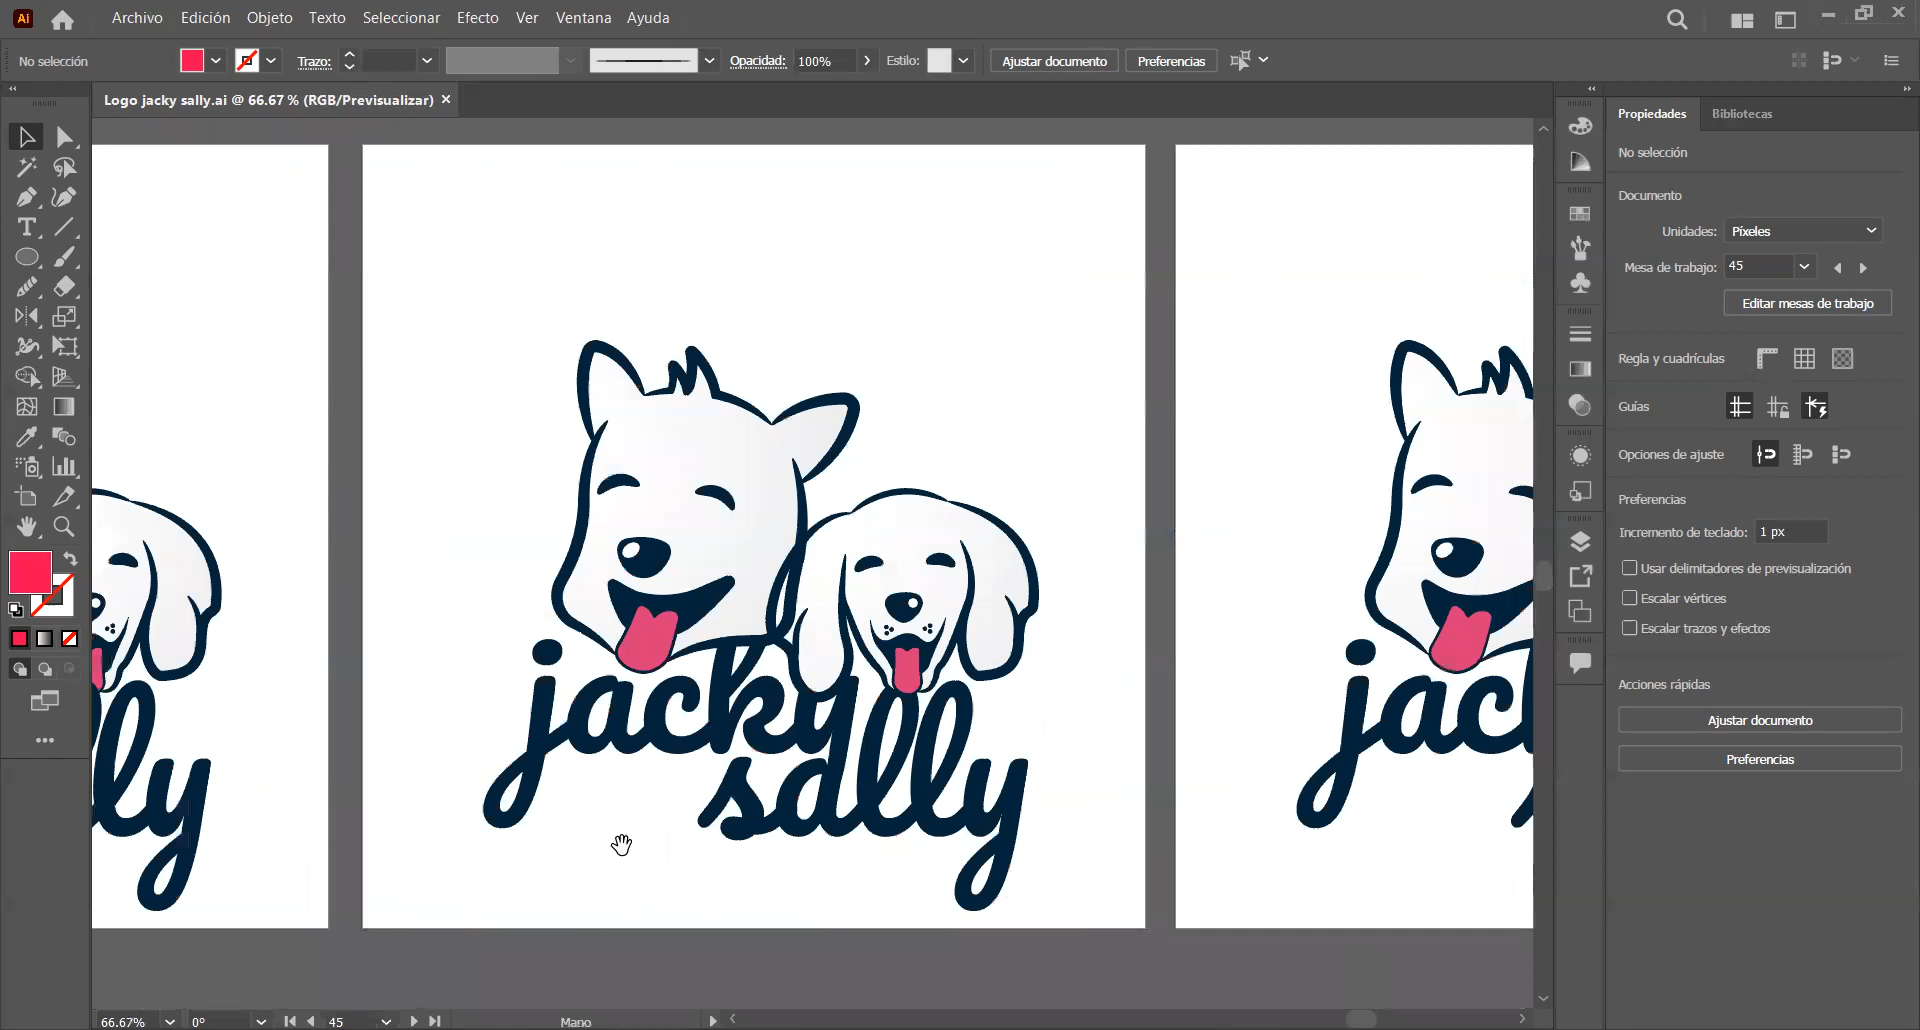 Ai
Archivo Edición Objeto Texto Seleccionar Efecto Ver Ventana Ayuda
No selección Trazo: Opacidad: 100% Estilo: Ajustar documento Preferencias
Logo jacky sally.ai @ 66.67 % (RGB/Previsualizar)
jacky
sally
lly
jack
66.67% 0° 45 Mano
Propiedades Bibliotecas
No selección
Documento
Unidades: Píxeles
Mesa de trabajo: 45
Editar mesas de trabajo
Regla y cuadrículas
Guías
Opciones de ajuste
Preferencias
Incremento de teclado: 1 px
Usar delimitadores de previsualización
Escalar vértices
Escalar trazos y efectos
Acciones rápidas
Ajustar documento
Preferencias